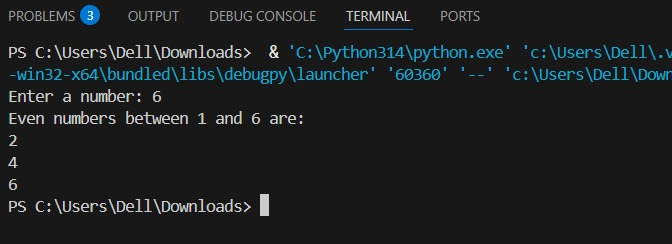 PROBLEMS 3 OUTPUT DEBUG CONSOLE TERMINAL PORTS
PS C:\Users\Dell\Downloads>  & 'C:\Python314\python.exe' 'c:\Users\Dell\.v
-win32-x64\bundled\libs\debugpy\launcher' '60360' '--' 'c:\Users\Dell\Down
Enter a number: 6
Even numbers between 1 and 6 are:
2
4
6
PS C:\Users\Dell\Downloads>